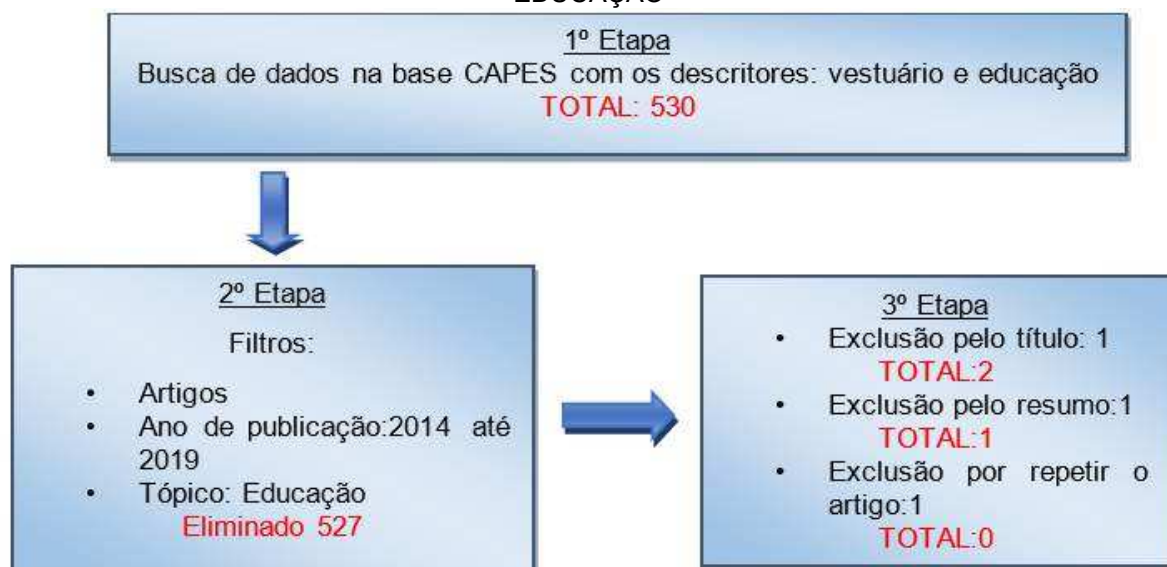 EDUCAÇÃO
1º Etapa
Busca de dados na base CAPES com os descritores: vestuário e educação
TOTAL: 530
2º Etapa
Filtros:
• Artigos
• Ano de publicação:2014 até
2019
• Tópico: Educação
Eliminado 527
3º Etapa
• Exclusão pelo título: 1
TOTAL:2
• Exclusão pelo resumo:1
TOTAL:1
• Exclusão por repetir o
artigo:1
TOTAL:0